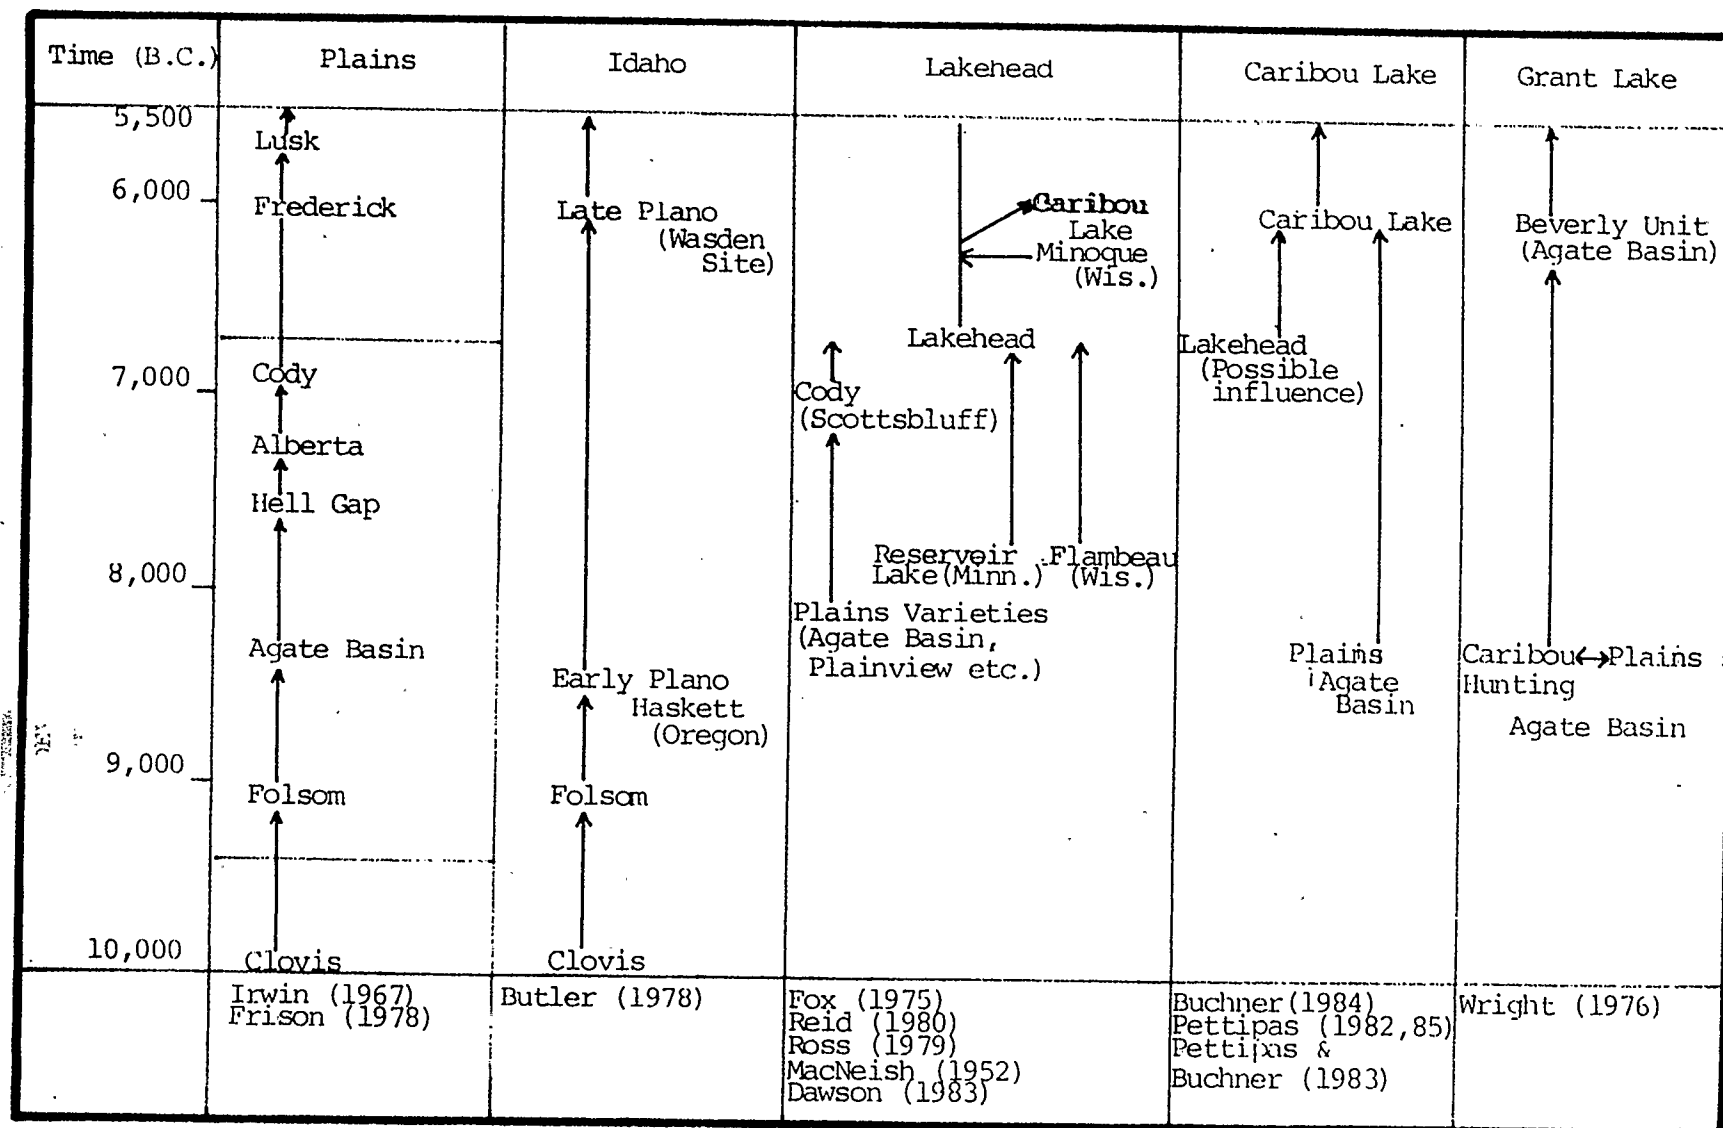 Time (B.C.)
Plains
Idaho
Lakehead
Caribou Lake
Grant Lake
5,500
6,000
7,000
8,000
9,000
10,000
Lusk
Frederick
Cody
Alberta
Hell Gap
Agate Basin
Folsom
Clovis
Irwin (1967)
Frison (1978)
Late Plano
(Wasden
Site)
Early Plano
Haskett
(Oregon)
Folsom
Clovis
Butler (1978)
Caribou
Lake
Minoque
(Wis.)
Lakehead
Cody
(Scottsbluff)
Reservoir
Lake(Minn.)
Flambeau
(Wis.)
Plains Varieties
(Agate Basin,
Plainview etc.)
Fox (1975)
Reid (1980)
Ross (1979)
MacNeish (1952)
Dawson (1983)
Caribou Lake
Lakehead
(Possible
influence)
Plains
Agate
Basin
Buchner(1984)
Pettipas (1982,85)
Pettipas &
Buchner (1983)
Beverly Unit
(Agate Basin)
Caribou↔Plains
Hunting
Agate Basin
Wright (1976)